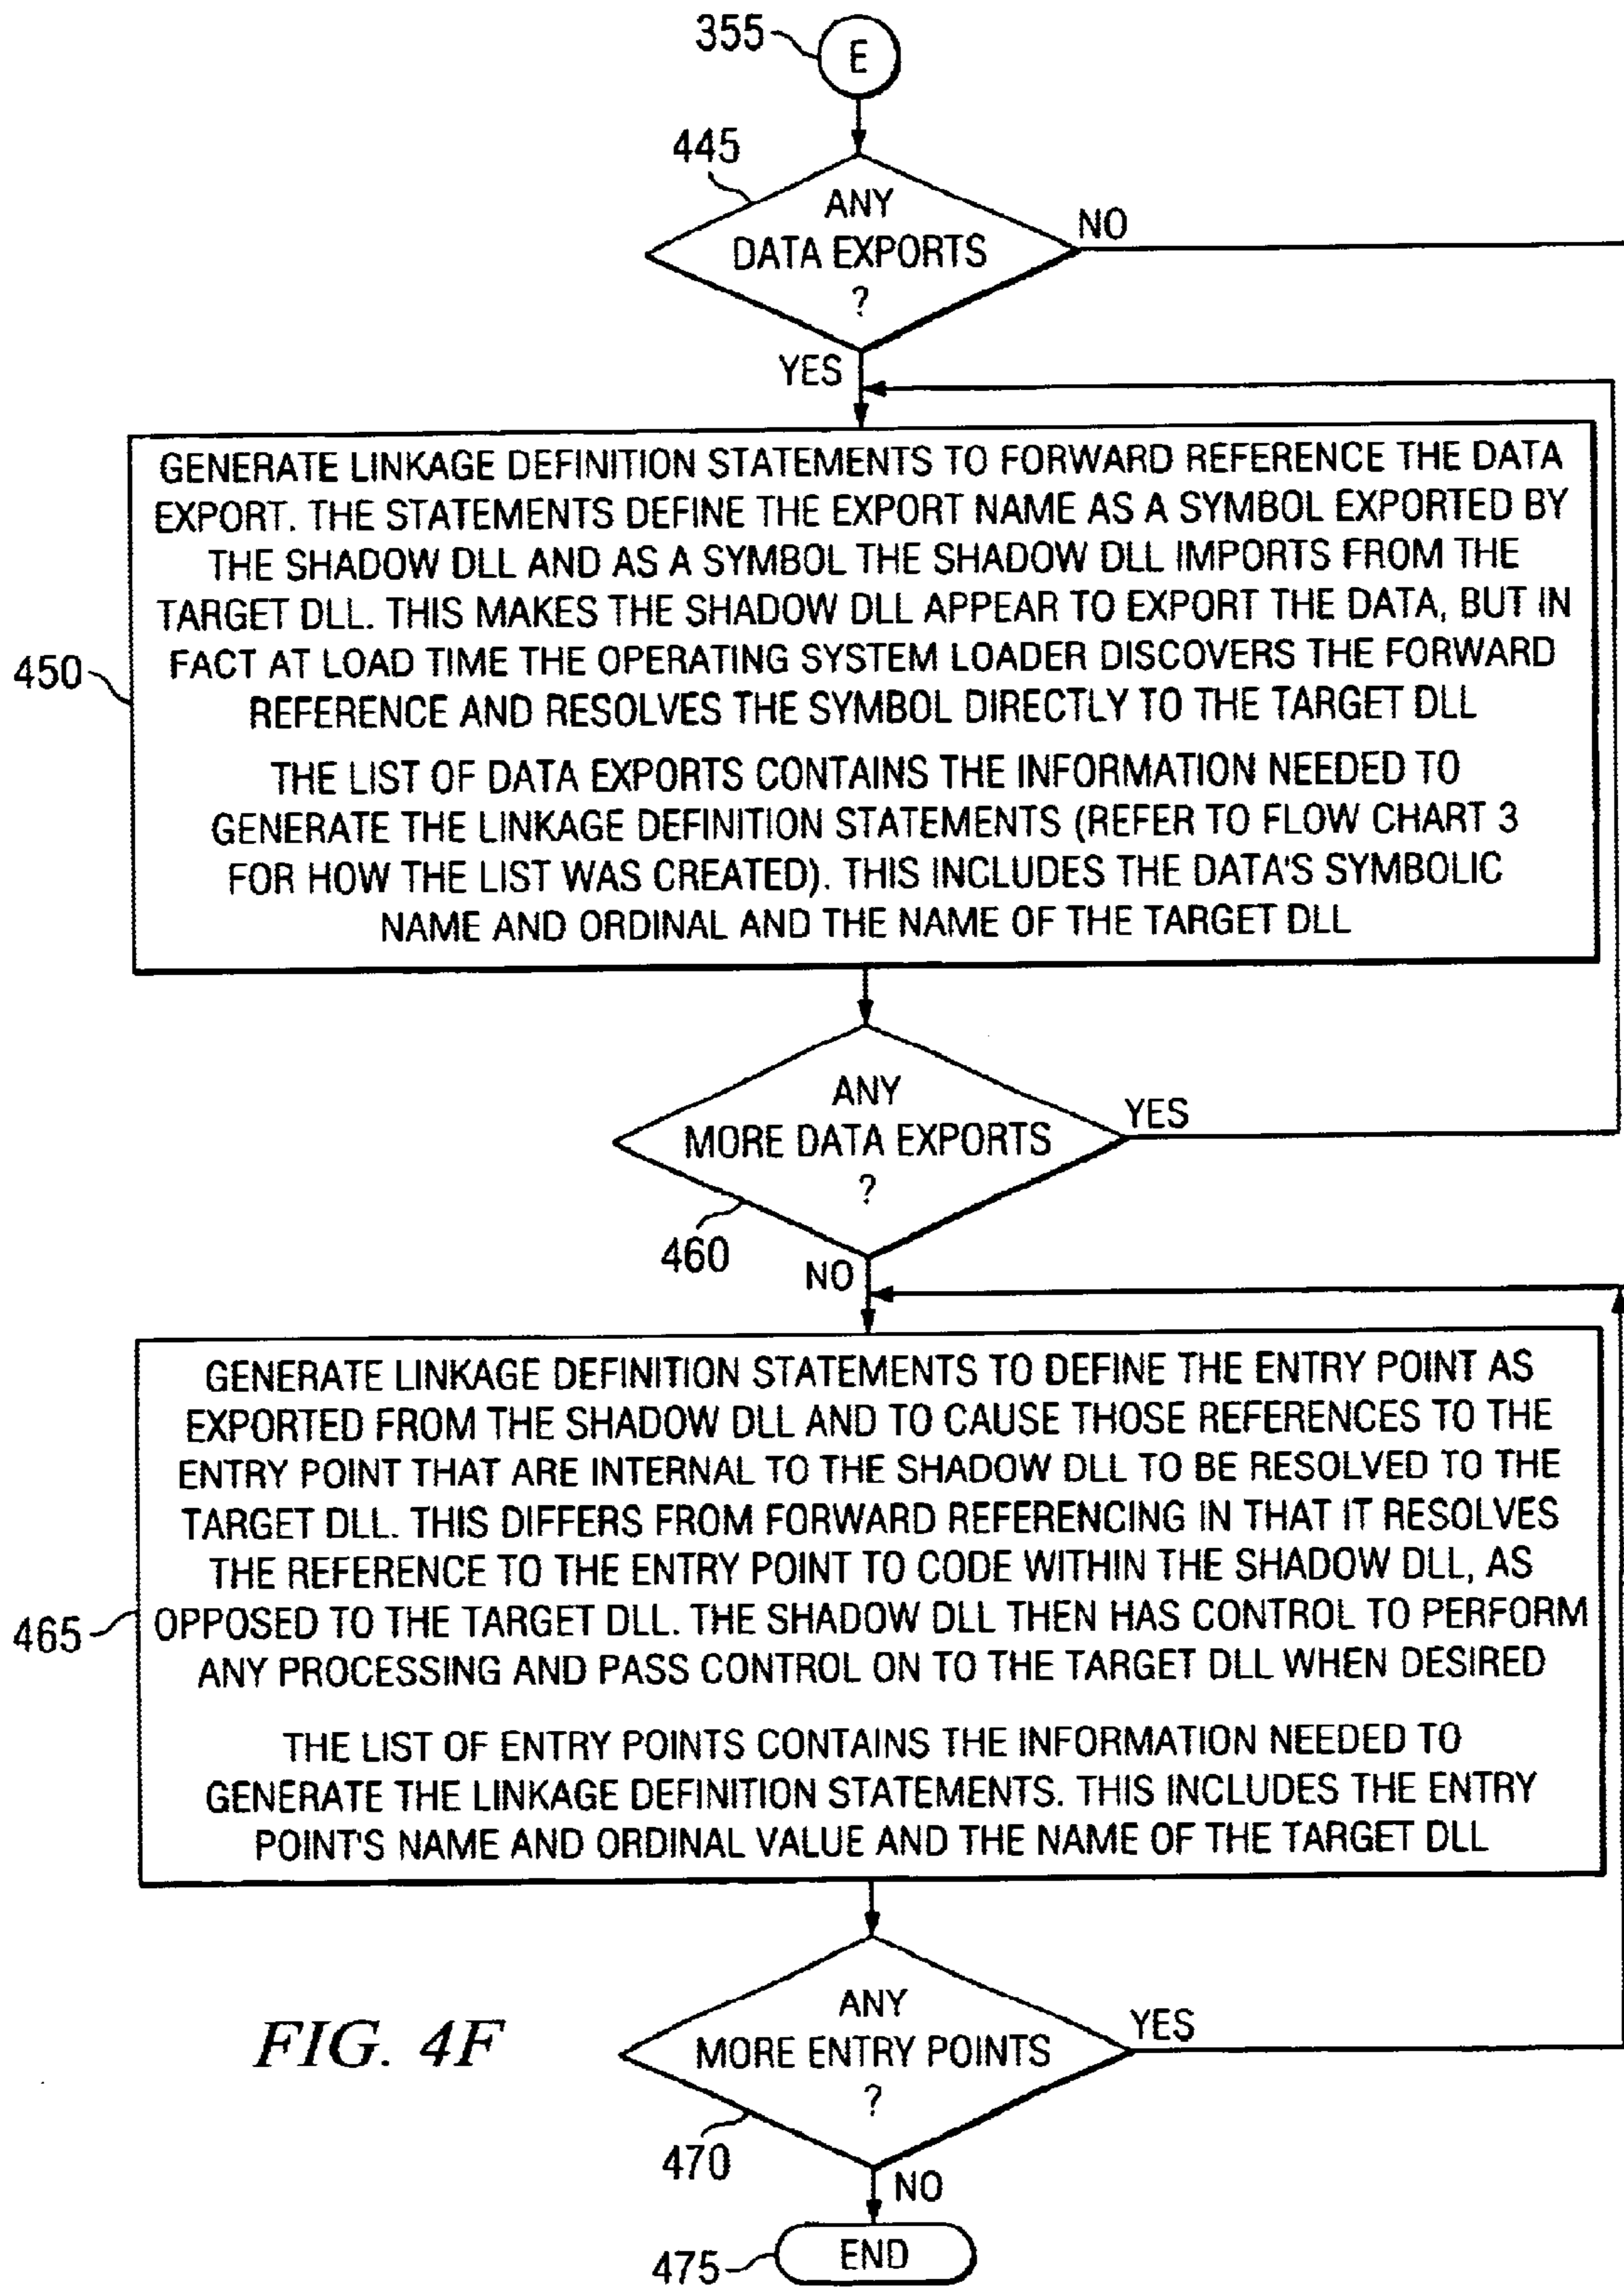 355
E
445
ANY
DATA EXPORTS
?
NO
YES
GENERATE LINKAGE DEFINITION STATEMENTS TO FORWARD REFERENCE THE DATA
EXPORT. THE STATEMENTS DEFINE THE EXPORT NAME AS A SYMBOL EXPORTED BY
THE SHADOW DLL AND AS A SYMBOL THE SHADOW DLL IMPORTS FROM THE
TARGET DLL. THIS MAKES THE SHADOW DLL APPEAR TO EXPORT THE DATA, BUT IN
FACT AT LOAD TIME THE OPERATING SYSTEM LOADER DISCOVERS THE FORWARD
REFERENCE AND RESOLVES THE SYMBOL DIRECTLY TO THE TARGET DLL
THE LIST OF DATA EXPORTS CONTAINS THE INFORMATION NEEDED TO
GENERATE THE LINKAGE DEFINITION STATEMENTS (REFER TO FLOW CHART 3
FOR HOW THE LIST WAS CREATED). THIS INCLUDES THE DATA'S SYMBOLIC
NAME AND ORDINAL AND THE NAME OF THE TARGET DLL
450
ANY
MORE DATA EXPORTS
?
YES
460
NO
GENERATE LINKAGE DEFINITION STATEMENTS TO DEFINE THE ENTRY POINT AS
EXPORTED FROM THE SHADOW DLL AND TO CAUSE THOSE REFERENCES TO THE
ENTRY POINT THAT ARE INTERNAL TO THE SHADOW DLL TO BE RESOLVED TO THE
TARGET DLL. THIS DIFFERS FROM FORWARD REFERENCING IN THAT IT RESOLVES
THE REFERENCE TO THE ENTRY POINT TO CODE WITHIN THE SHADOW DLL, AS
OPPOSED TO THE TARGET DLL. THE SHADOW DLL THEN HAS CONTROL TO PERFORM
ANY PROCESSING AND PASS CONTROL ON TO THE TARGET DLL WHEN DESIRED
THE LIST OF ENTRY POINTS CONTAINS THE INFORMATION NEEDED TO
GENERATE THE LINKAGE DEFINITION STATEMENTS. THIS INCLUDES THE ENTRY
POINT'S NAME AND ORDINAL VALUE AND THE NAME OF THE TARGET DLL
465
ANY
MORE ENTRY POINTS
?
YES
470
NO
END
475
FIG. 4F